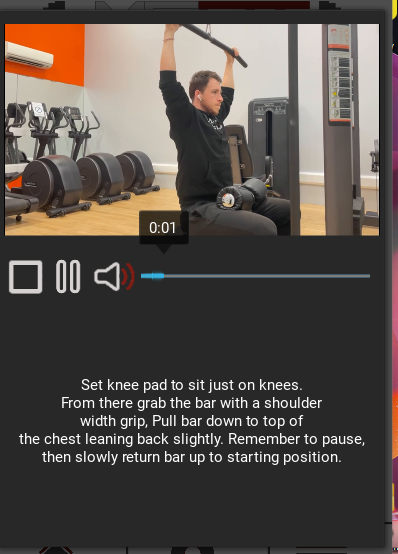 0:01
Set knee pad to sit just on knees.
From there grab the bar with a shoulder
width grip, Pull bar down to top of
the chest leaning back slightly. Remember to pause,
then slowly return bar up to starting position.